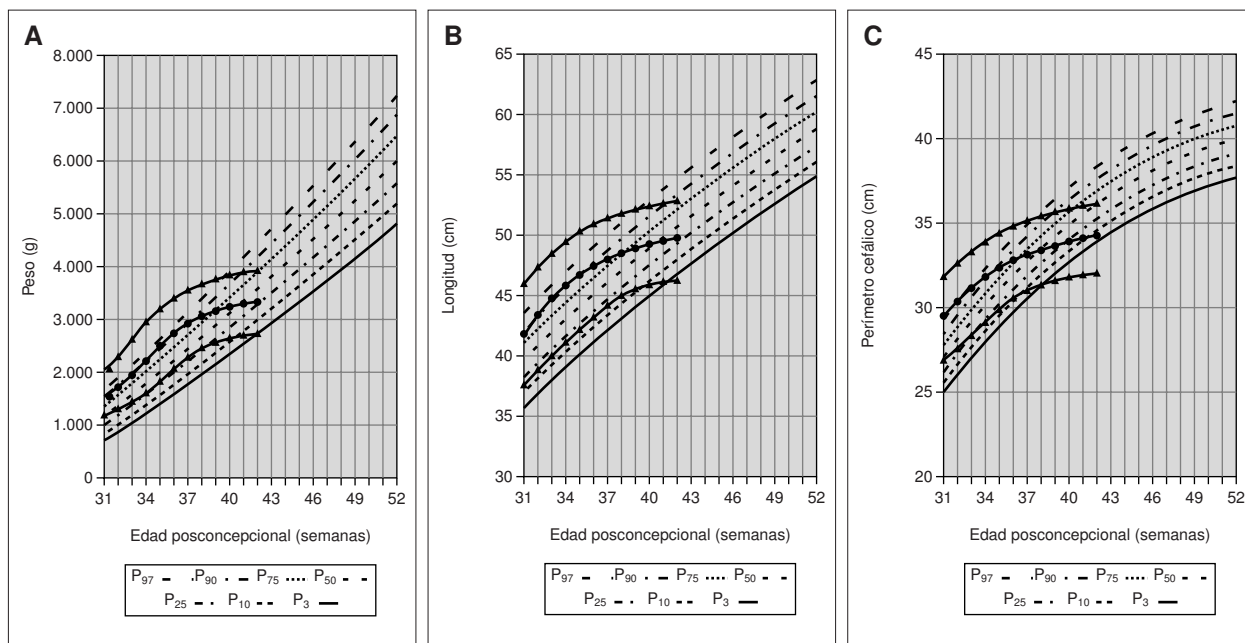 A
8.000
7.000
6.000
5.000
4.000
3.000
2.000
1.000
0
Peso (g)
31 34 37 40 43 46 49 52
Edad posconcepcional (semanas)
P97 P90 P75 P50
P25 P10 P3
B
65
60
55
50
45
40
35
30
Longitud (cm)
31 34 37 40 43 46 49 52
Edad posconcepcional (semanas)
P97 P90 P75 P50
P25 P10 P3
C
45
40
35
30
25
20
Perímetro cefálico (cm)
31 34 37 40 43 46 49 52
Edad posconcepcional (semanas)
P97 P90 P75 P50
P25 P10 P3